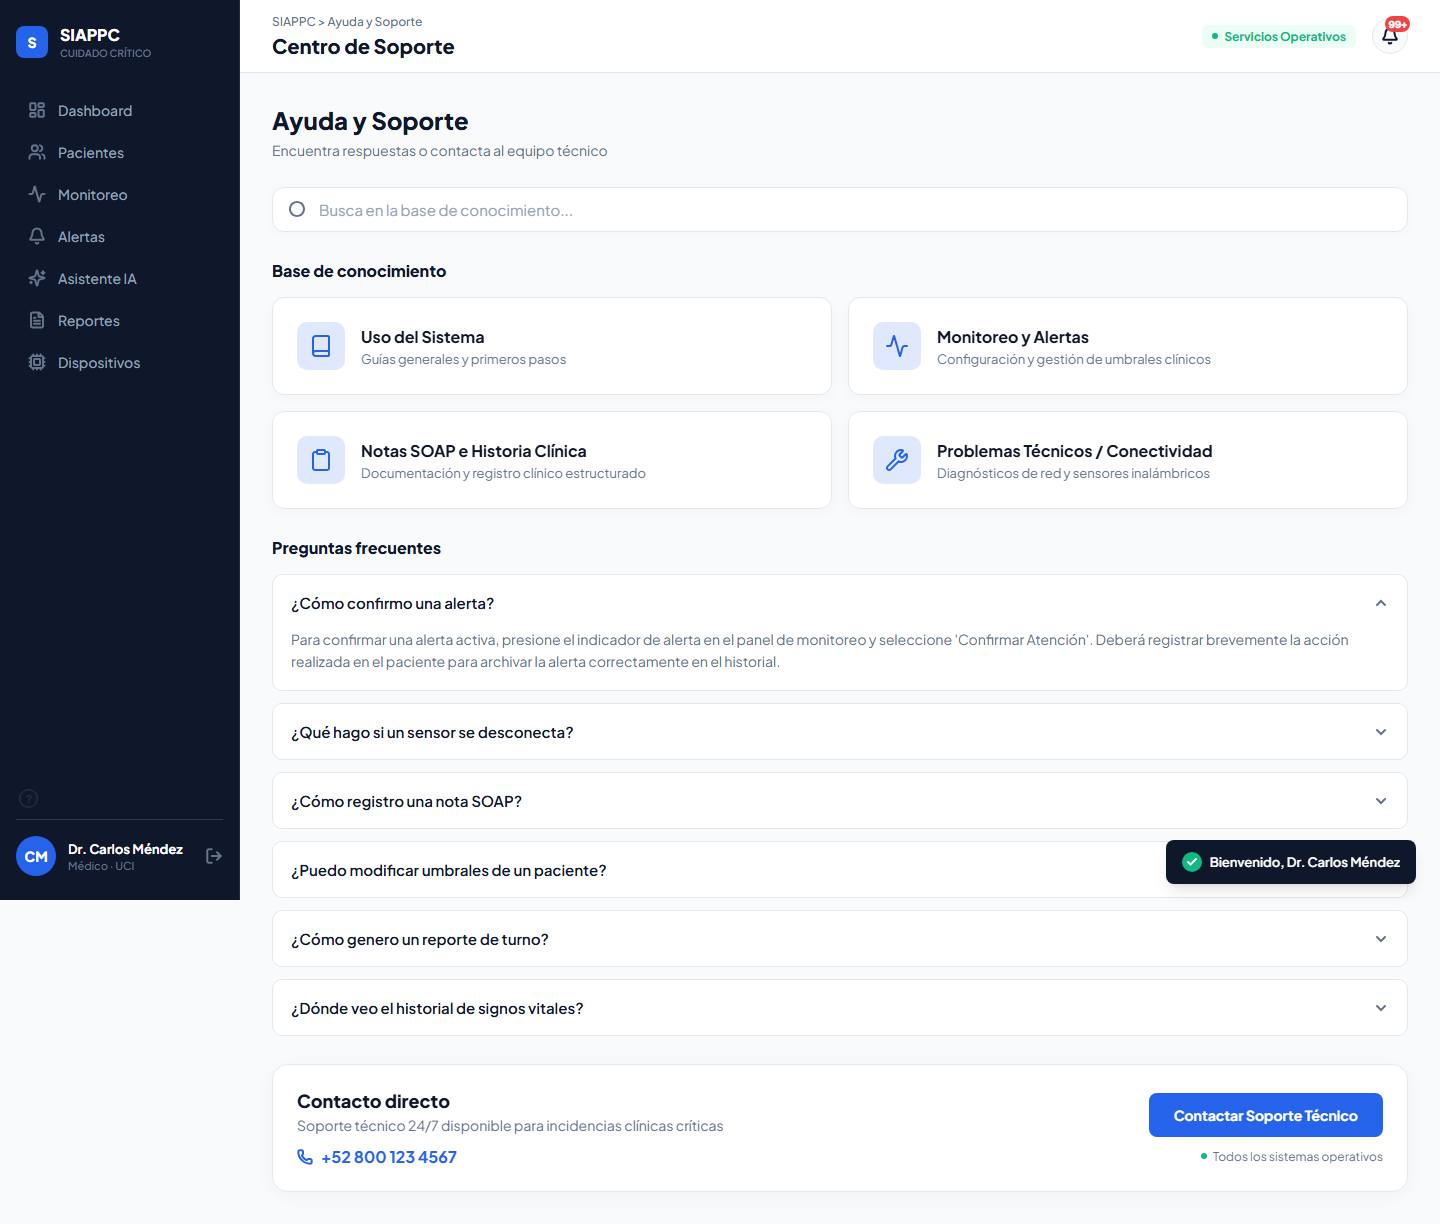 S
SIAPPC
CUIDADO CRÍTICO
Dashboard
Pacientes
Monitoreo
Alertas
Asistente IA
Reportes
Dispositivos
?
CM
Dr. Carlos Méndez
Médico · UCI
SIAPPC > Ayuda y Soporte
Centro de Soporte
Servicios Operativos
99+
Ayuda y Soporte
Encuentra respuestas o contacta al equipo técnico
Busca en la base de conocimiento...
Base de conocimiento
Uso del Sistema
Guías generales y primeros pasos
Monitoreo y Alertas
Configuración y gestión de umbrales clínicos
Notas SOAP e Historia Clínica
Documentación y registro clínico estructurado
Problemas Técnicos / Conectividad
Diagnósticos de red y sensores inalámbricos
Preguntas frecuentes
¿Cómo confirmo una alerta?
Para confirmar una alerta activa, presione el indicador de alerta en el panel de monitoreo y seleccione 'Confirmar Atención'. Deberá registrar brevemente la acción
realizada en el paciente para archivar la alerta correctamente en el historial.
¿Qué hago si un sensor se desconecta?
¿Cómo registro una nota SOAP?
¿Puedo modificar umbrales de un paciente?
Bienvenido, Dr. Carlos Méndez
¿Cómo genero un reporte de turno?
¿Dónde veo el historial de signos vitales?
Contacto directo
Soporte técnico 24/7 disponible para incidencias clínicas críticas
+52 800 123 4567
Contactar Soporte Técnico
Todos los sistemas operativos